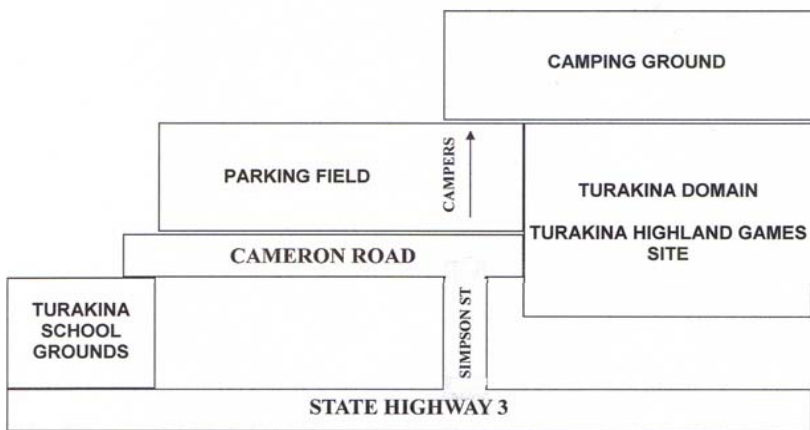 CAMPING GROUND
PARKING FIELD
CAMPERS
TURAKINA DOMAIN
TURAKINA HIGHLAND GAMES
SITE
CAMERON ROAD
TURAKINA
SCHOOL
GROUNDS
SIMPSON ST
STATE HIGHWAY 3